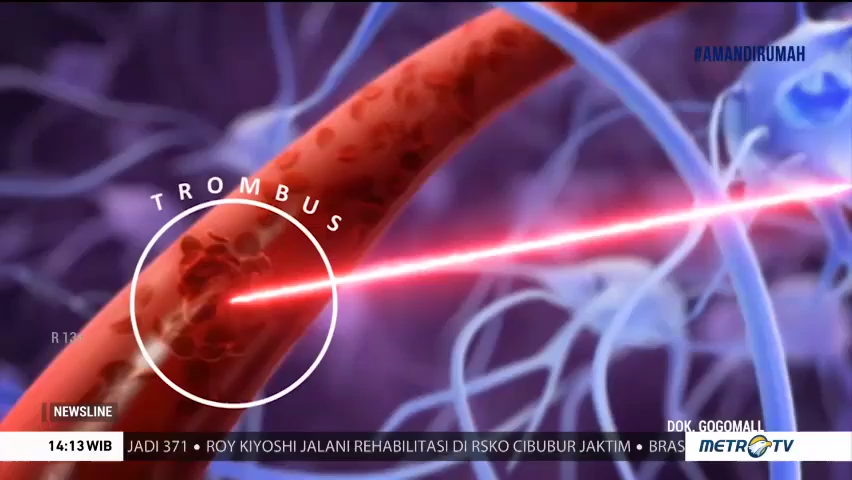 #AMANDIRUMAH
TROMBUS
NEWSLINE
DOK. GOGOMALL
14:13 WIB
JADI 371 • ROY KIYOSHI JALANI REHABILITASI DI RSKO CIBUBUR JAKTIM •
METRO TV